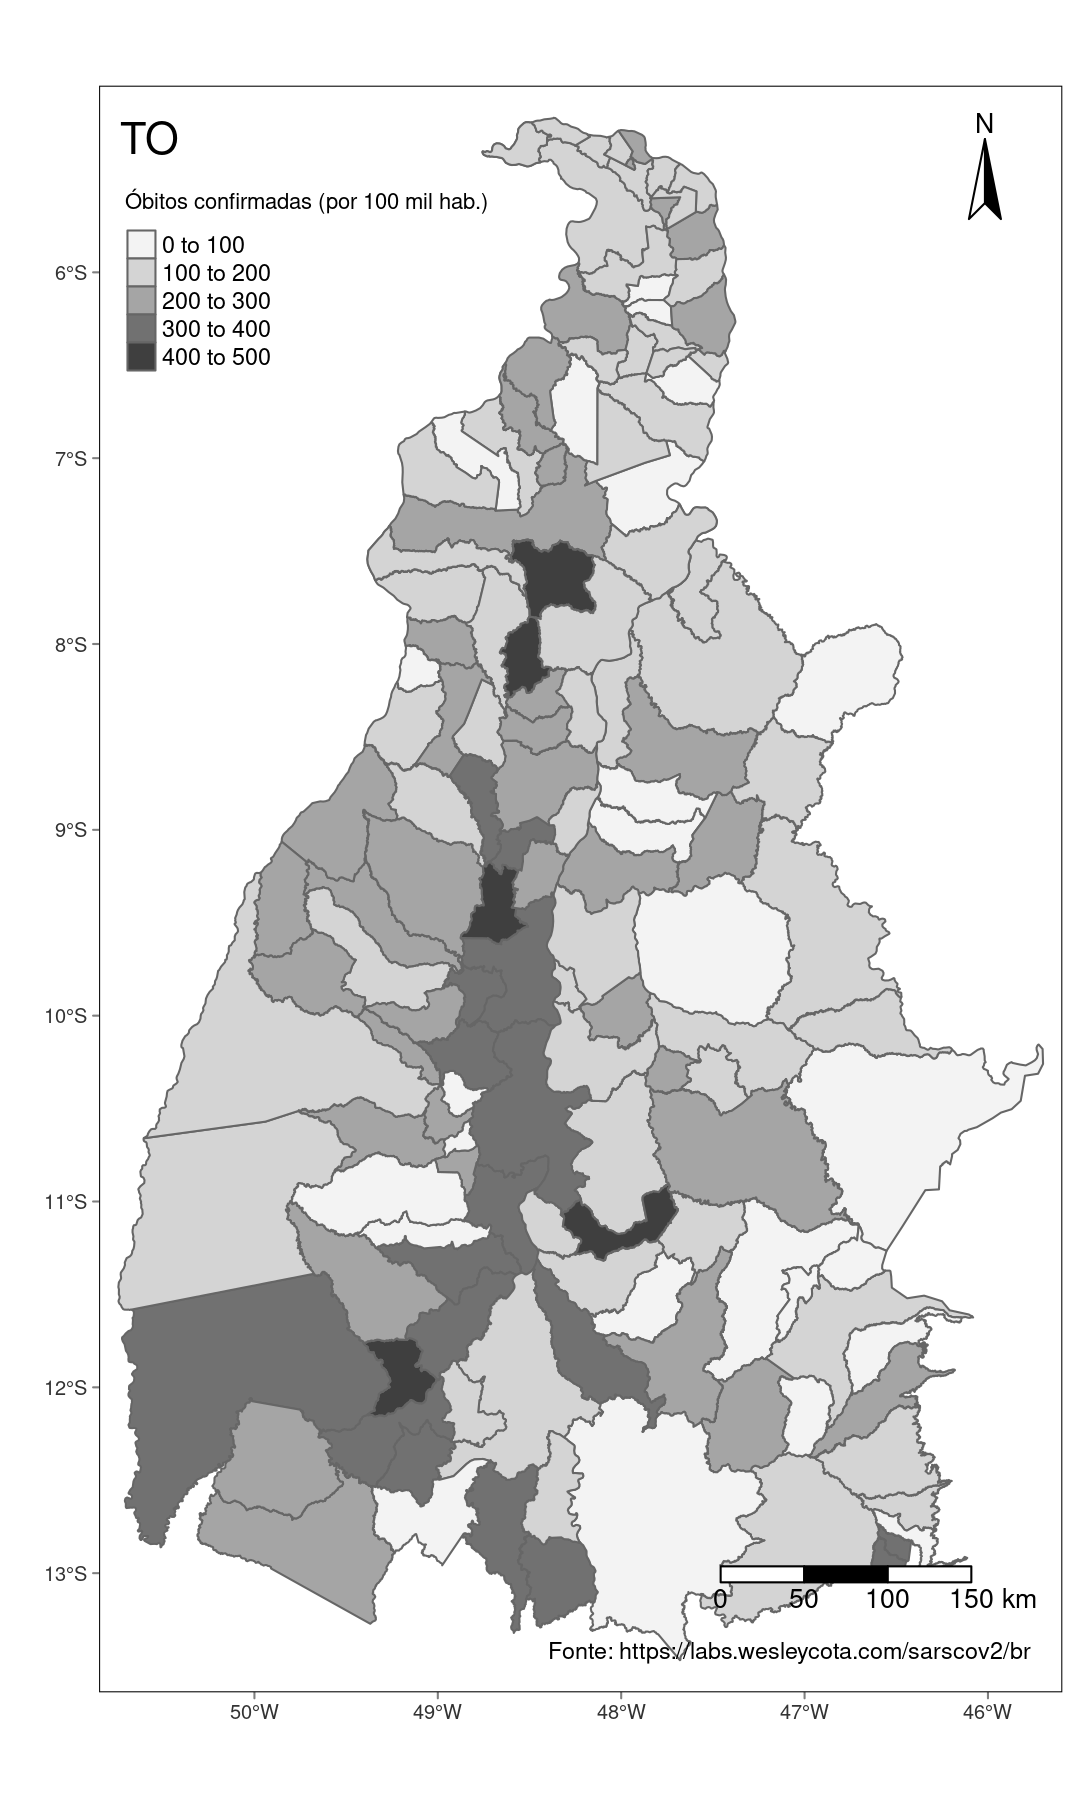 TO
N
Óbitos confirmadas (por 100 mil hab.)
0 to 100
100 to 200
200 to 300
300 to 400
400 to 500
6°S
7°S
8°S
9°S
10°S
11°S
12°S
13°S
0 50 100 150 km
Fonte: https://labs.wesleycota.com/sarscov2/br
50°W 49°W 48°W 47°W 46°W